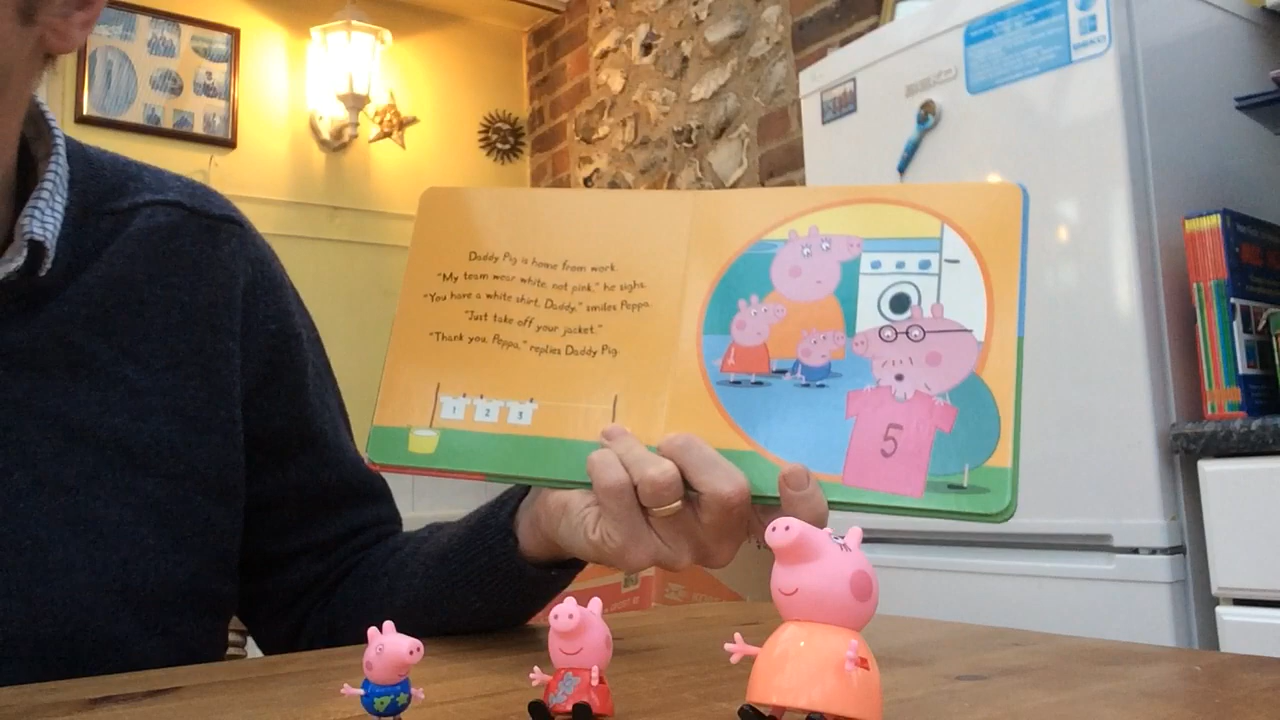 Daddy Pig is home from work.
"My team wear white, not pink," he sighs.
"You have a white shirt, Daddy," smiles Peppa.
"Just take off your jacket."
"Thank you, Peppa," replies Daddy Pig.
1 2 3
5
BEKO